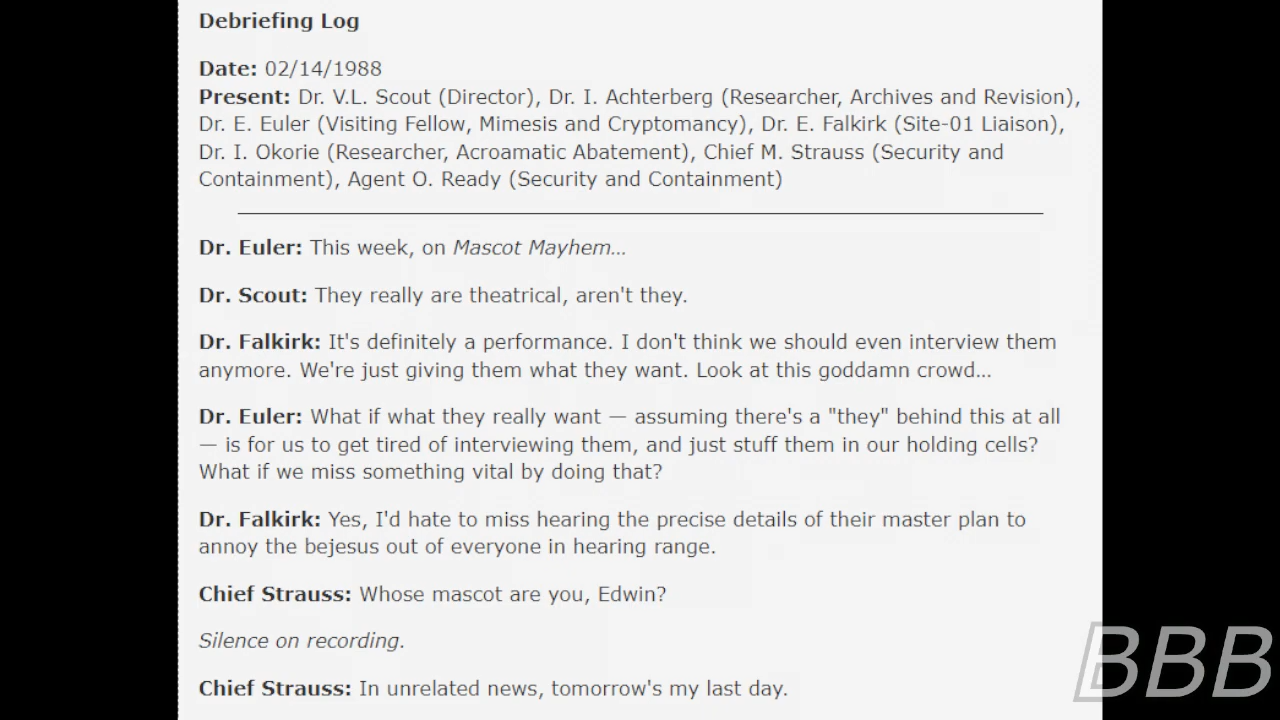 Debriefing Log
Date: 02/14/1988
Present: Dr. V.L. Scout (Director), Dr. I. Achterberg (Researcher, Archives and Revision),
Dr. E. Euler (Visiting Fellow, Mimesis and Cryptomancy), Dr. E. Falkirk (Site-01 Liaison),
Dr. I. Okorie (Researcher, Acroamatic Abatement), Chief M. Strauss (Security and
Containment), Agent O. Ready (Security and Containment)
Dr. Euler: This week, on Mascot Mayhem…
Dr. Scout: They really are theatrical, aren't they.
Dr. Falkirk: It's definitely a performance. I don't think we should even interview them
anymore. We're just giving them what they want. Look at this goddamn crowd…
Dr. Euler: What if what they really want — assuming there's a "they" behind this at all
— is for us to get tired of interviewing them, and just stuff them in our holding cells?
What if we miss something vital by doing that?
Dr. Falkirk: Yes, I'd hate to miss hearing the precise details of their master plan to
annoy the bejesus out of everyone in hearing range.
Chief Strauss: Whose mascot are you, Edwin?
Silence on recording.
Chief Strauss: In unrelated news, tomorrow's my last day.
BBB